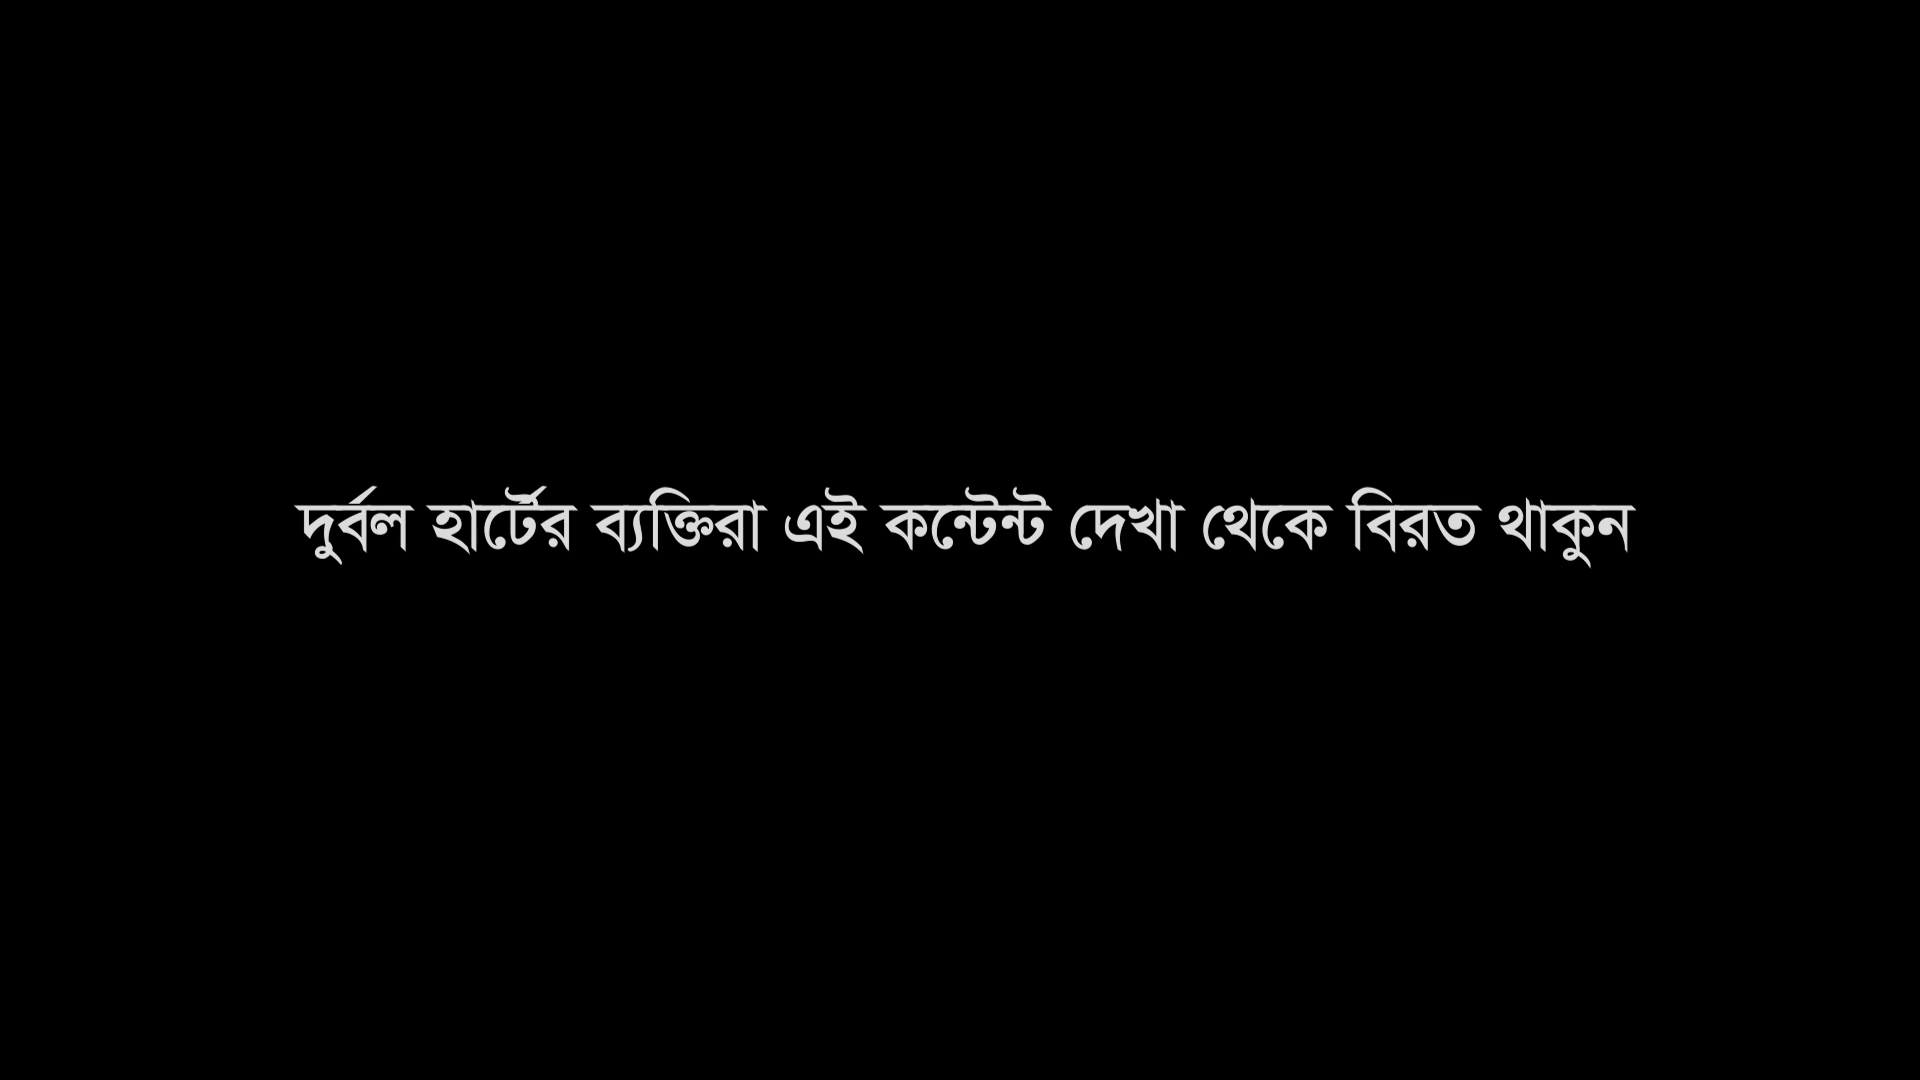 দুর্বল হার্টের ব্যক্তিরা এই কন্টেন্ট দেখা থেকে বিরত থাকুন